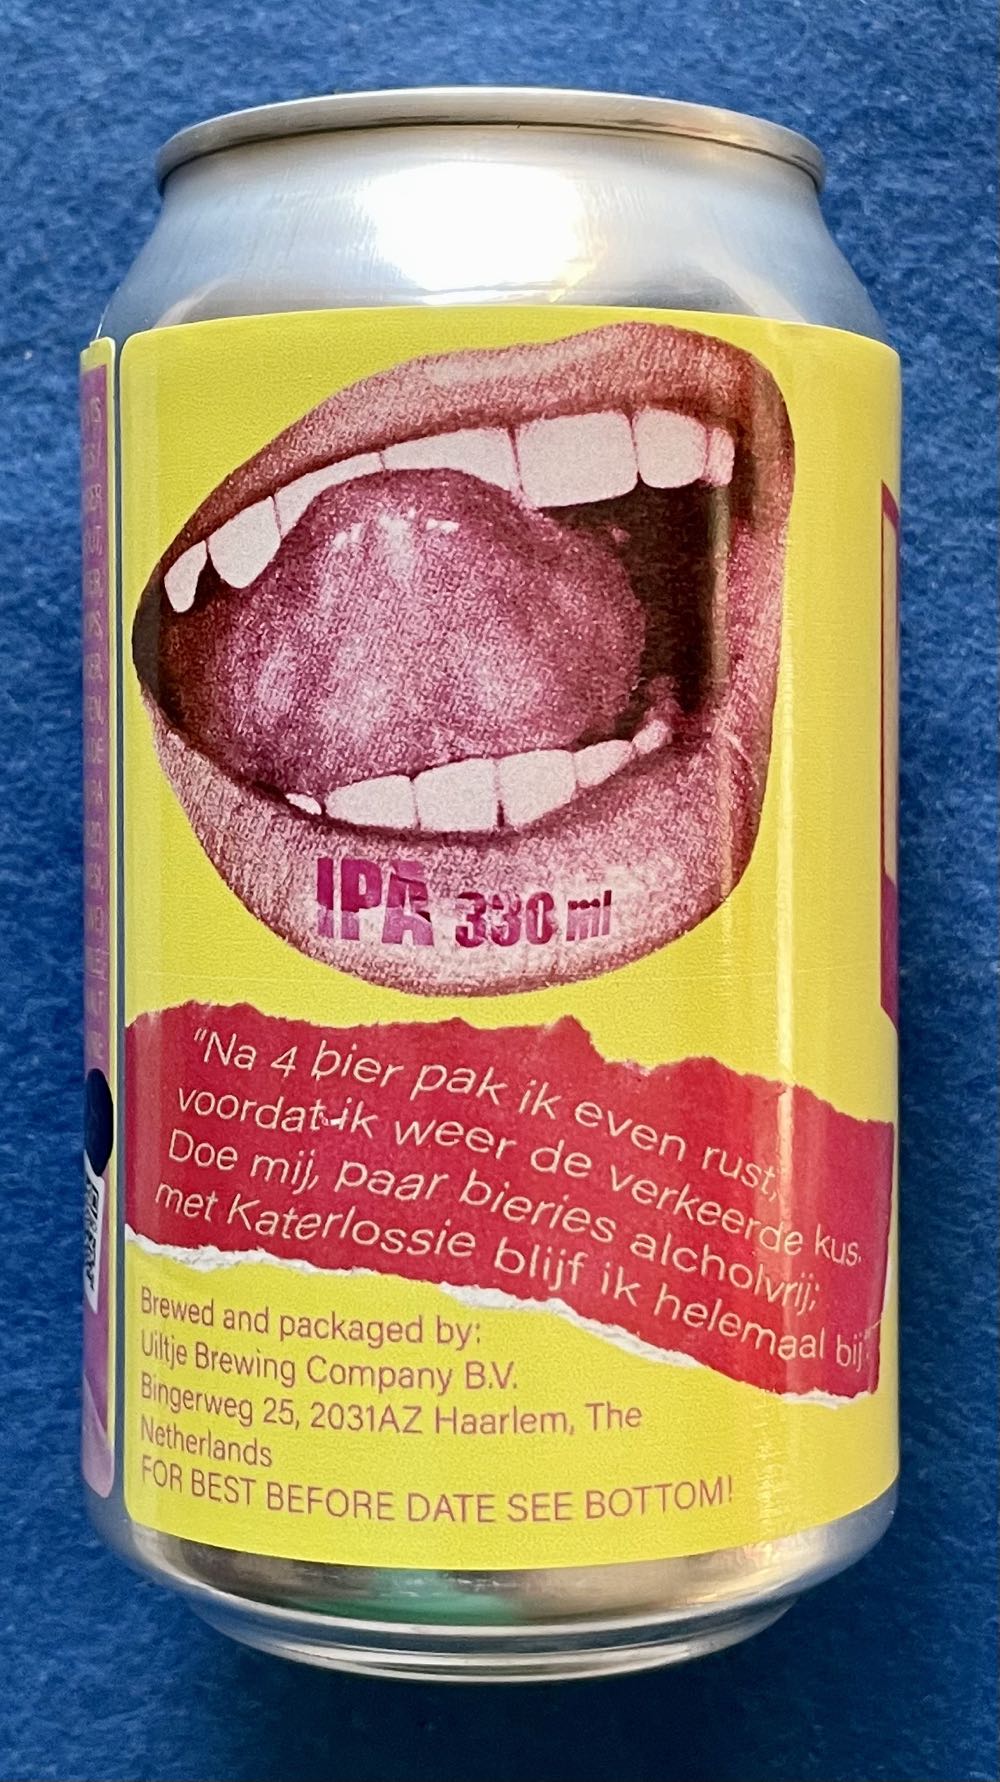 IPA 330 ml
"Na 4 bier pak ik even rust,
voordat ik weer de verkeerde kus.
Doe mij, paar bieries alcholvrij;
met Katerlossie blijf ik helemaal bij"
Brewed and packaged by:
Uiltje Brewing Company B.V.
Bingerweg 25, 2031AZ Haarlem, The
Netherlands
FOR BEST BEFORE DATE SEE BOTTOM!